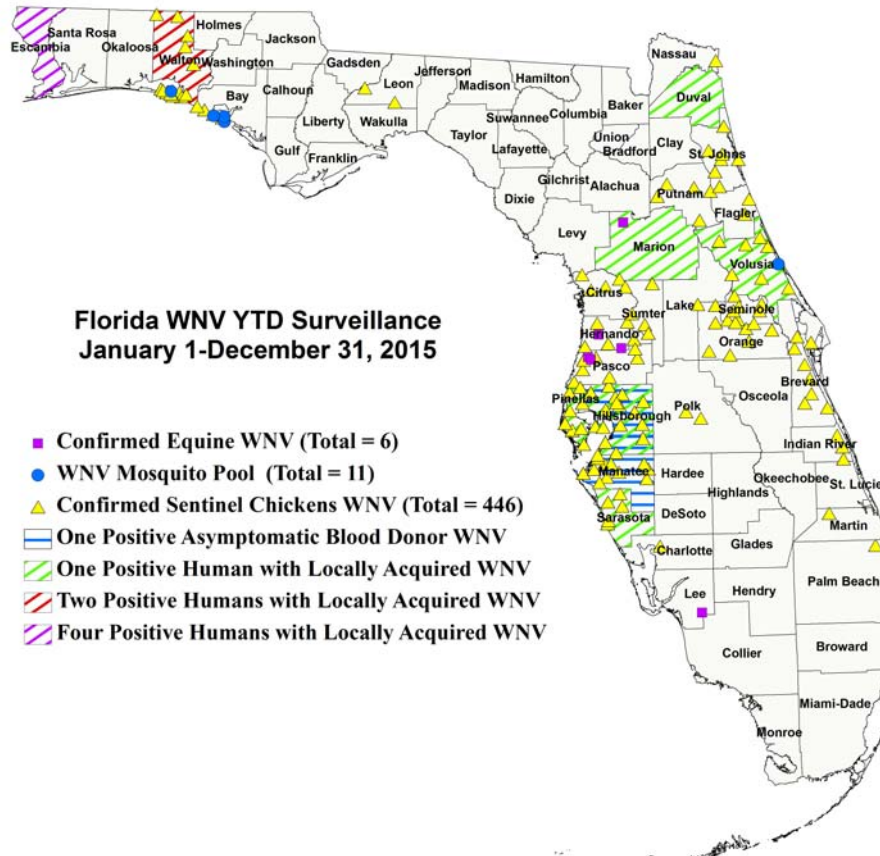 Holmes
Santa Rosa
Jackson
Escambia
Okaloosa
Walton
Washington
Gadsden
Nassau
Leon
Jefferson
Hamilton
Madison
Duval
Bay
Calhoun
Baker
Suwannee
Columbia
Liberty
Wakulla
Taylor
Union
Clay
Lafayette
Bradford
St. Johns
Gulf
Franklin
Gilchrist
Alachua
Putnam
Dixie
Flagler
Levy
Marion
Volusia
Citrus
Lake
Sumter
Seminole
Hernando
Orange
Pasco
Brevard
Osceola
Pinellas
Polk
Hillsborough
Indian River
Manatee
Hardee
Okeechobee
Highlands
St. Lucie
Sarasota
DeSoto
Martin
Charlotte
Glades
Palm Beach
Lee
Hendry
Collier
Broward
Miami-Dade
Monroe
Florida WNV YTD Surveillance
January 1-December 31, 2015
Confirmed Equine WNV (Total = 6)
WNV Mosquito Pool (Total = 11)
Confirmed Sentinel Chickens WNV (Total = 446)
One Positive Asymptomatic Blood Donor WNV
One Positive Human with Locally Acquired WNV
Two Positive Humans with Locally Acquired WNV
Four Positive Humans with Locally Acquired WNV